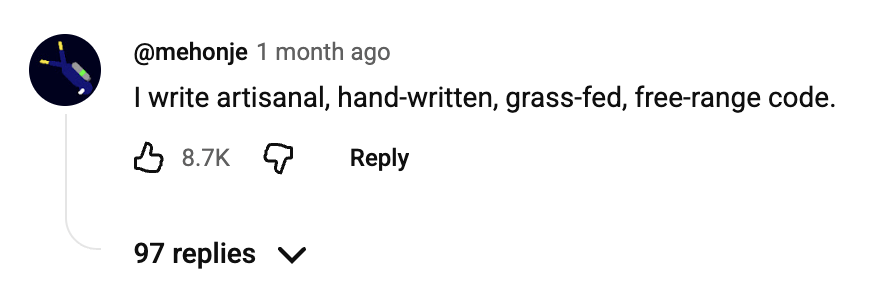 @mehonje 1 month ago
I write artisanal, hand-written, grass-fed, free-range code.
8.7K Reply
97 replies